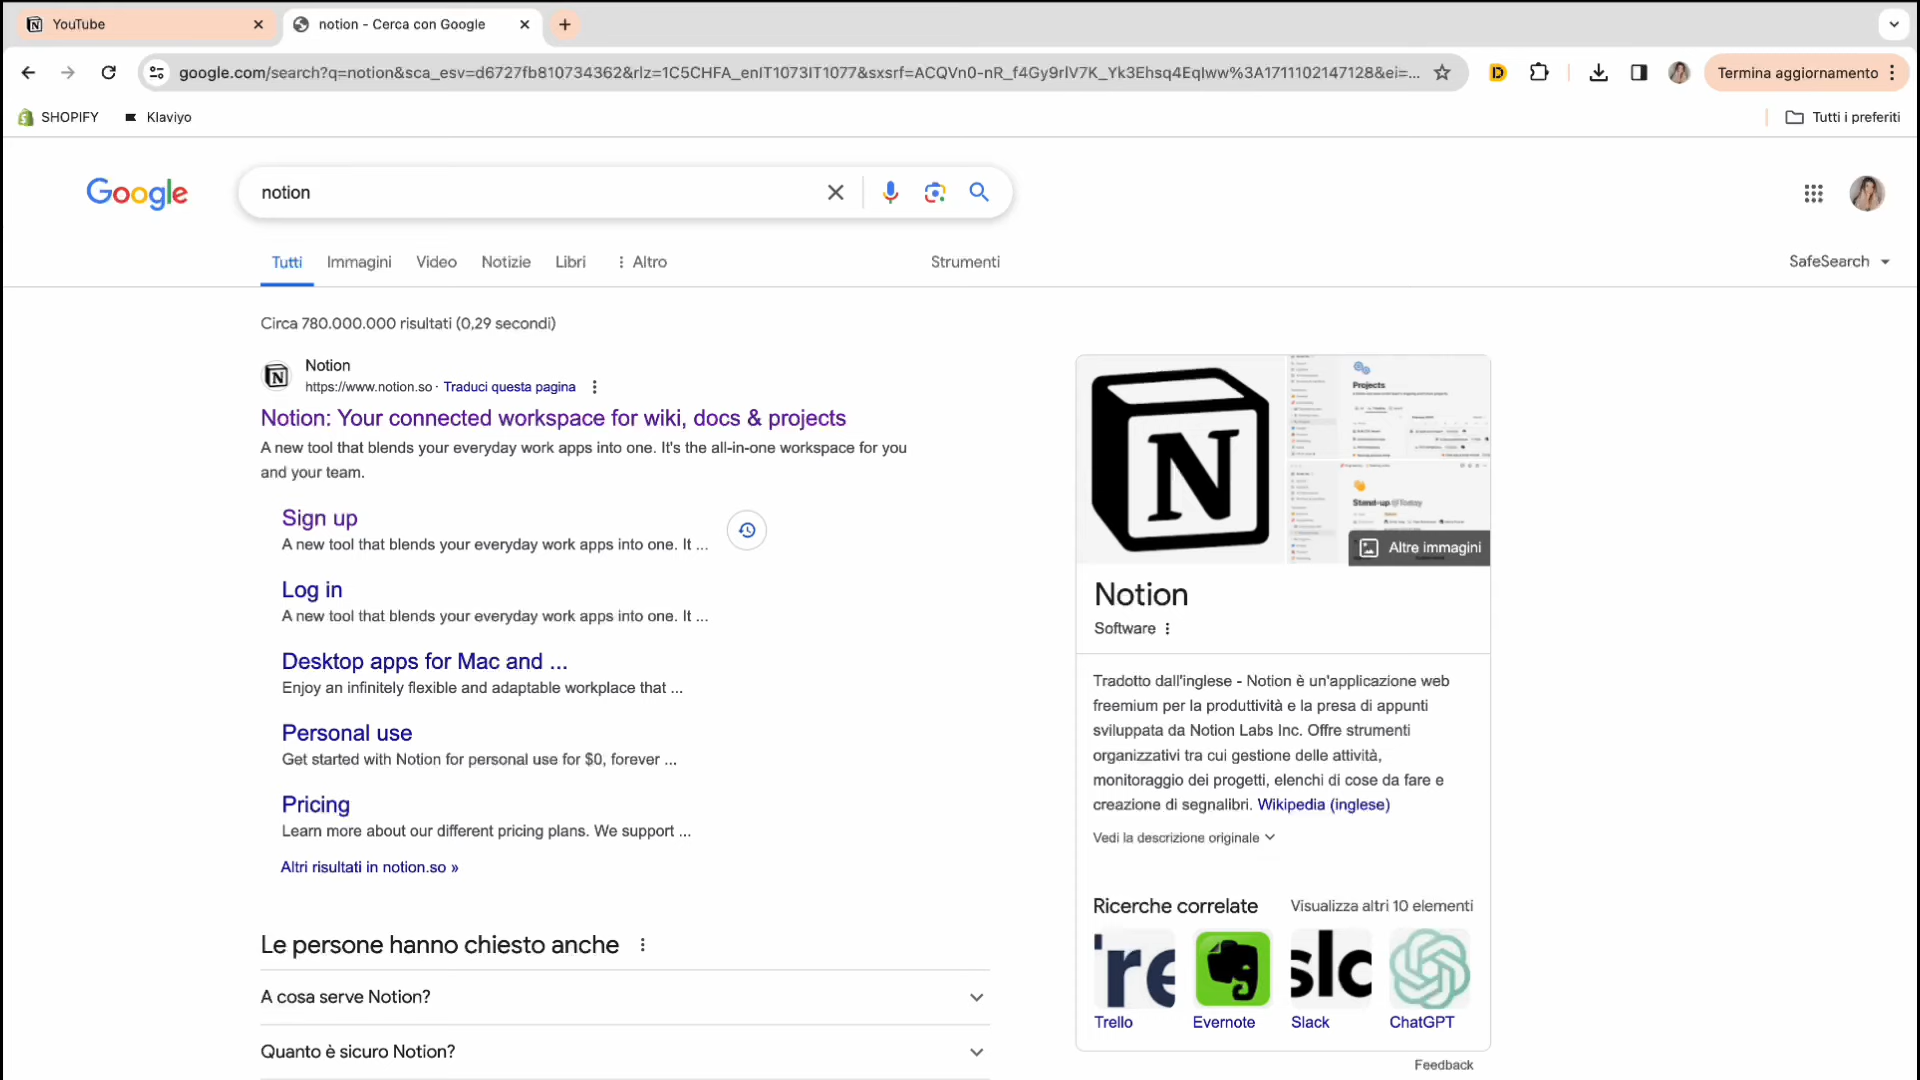 YouTube
notion - Cerca con Google
google.com/search?q=notion&sca_esv=d6727fb810734362&rlz=1C5CHFA_enIT1073IT1077&sxsrf=ACQVn0-nR_f4Gy9rlV7K_Yk3Ehsq4EqIww%3A1711102147128&ei=...
Termina aggiornamento
SHOPIFY
Klaviyo
Tutti i preferiti
Google
notion
Tutti
Immagini
Video
Notizie
Libri
Altro
Strumenti
SafeSearch
Circa 780.000.000 risultati (0,29 secondi)
Notion
https://www.notion.so · Traduci questa pagina
Notion: Your connected workspace for wiki, docs & projects
A new tool that blends your everyday work apps into one. It's the all-in-one workspace for you
and your team.
Sign up
A new tool that blends your everyday work apps into one. It ...
Log in
A new tool that blends your everyday work apps into one. It ...
Desktop apps for Mac and ...
Enjoy an infinitely flexible and adaptable workplace that ...
Personal use
Get started with Notion for personal use for $0, forever ...
Pricing
Learn more about our different pricing plans. We support ...
Altri risultati in notion.so »
Le persone hanno chiesto anche
A cosa serve Notion?
Quanto è sicuro Notion?
N
Projects
Stand-up @Today
Altre immagini
Notion
Software
Tradotto dall'inglese - Notion è un'applicazione web
freemium per la produttività e la presa di appunti
sviluppata da Notion Labs Inc. Offre strumenti
organizzativi tra cui gestione delle attività,
monitoraggio dei progetti, elenchi di cose da fare e
creazione di segnalibri. Wikipedia (inglese)
Vedi la descrizione originale
Ricerche correlate
Visualizza altri 10 elementi
Trello
Evernote
Slack
ChatGPT
Feedback